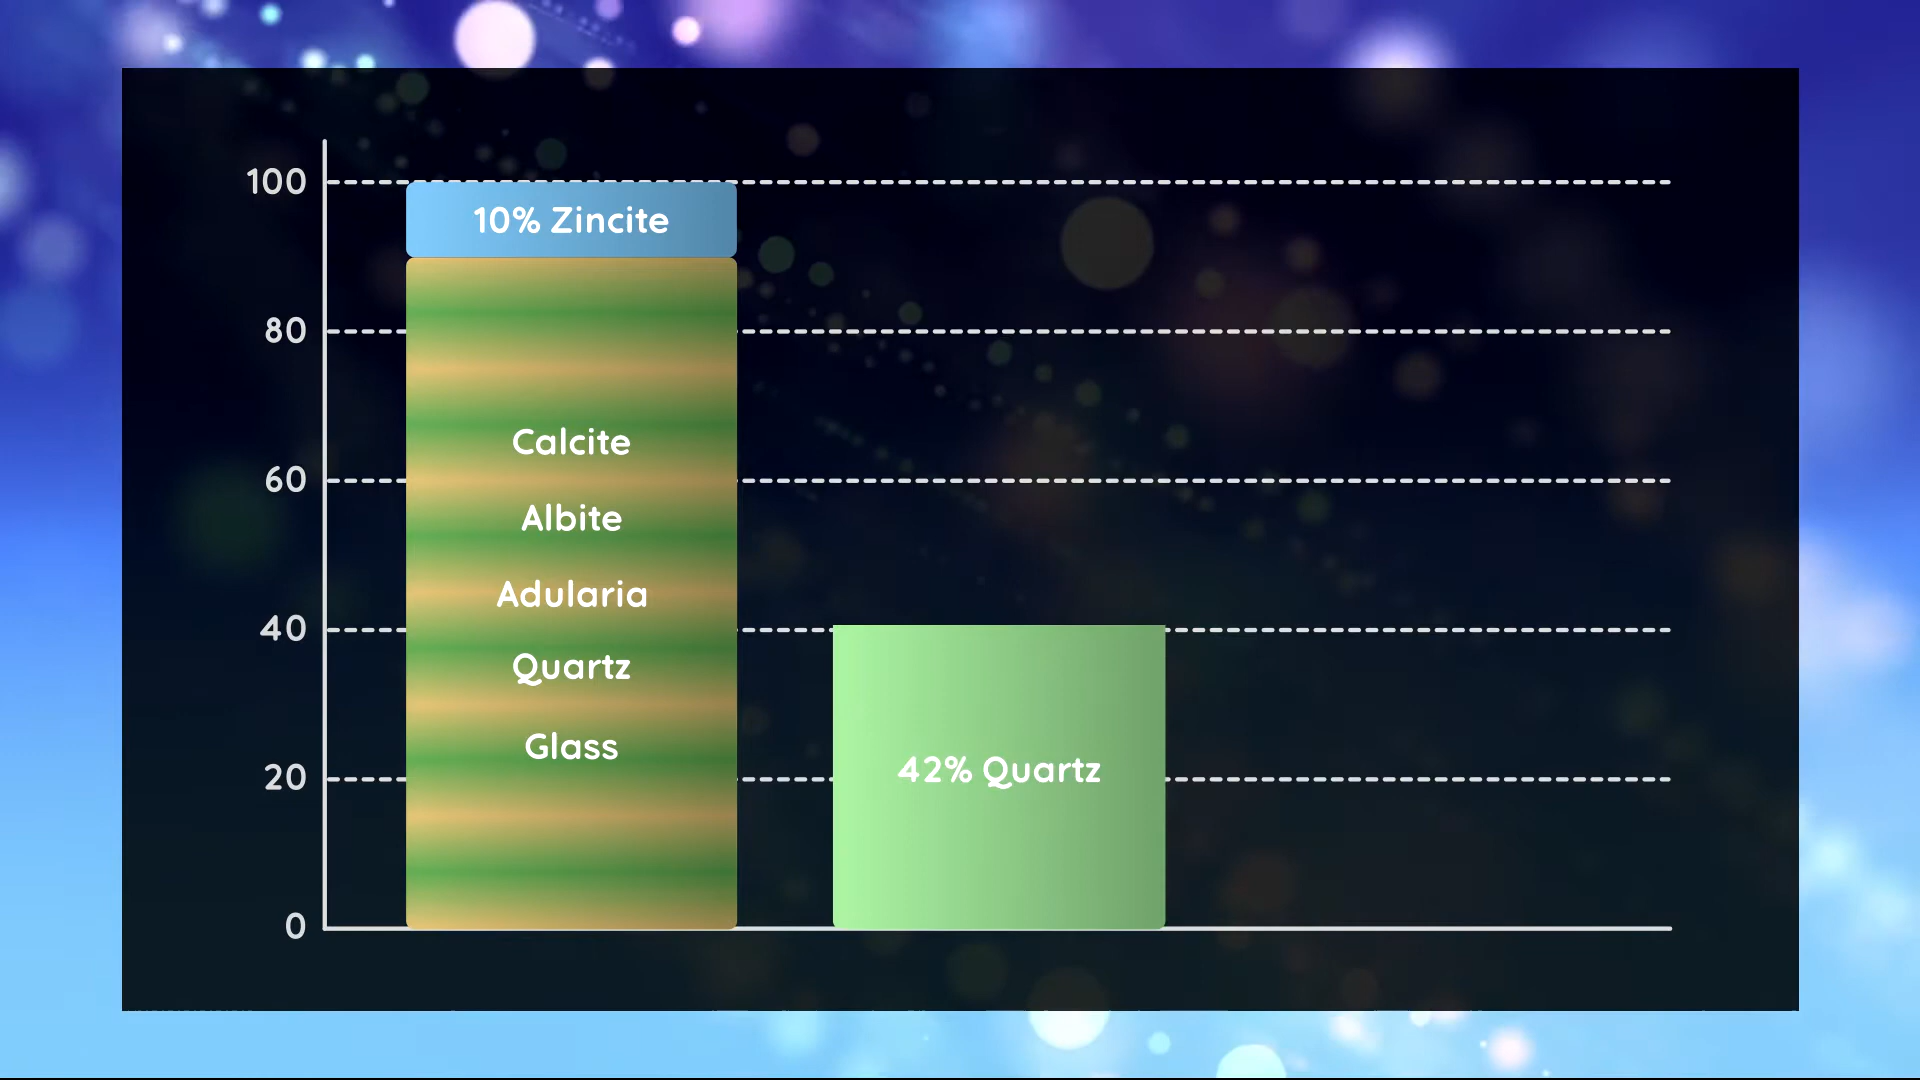 100
80
60
40
20
0
10% Zincite
Calcite
Albite
Adularia
Quartz
Glass
42% Quartz